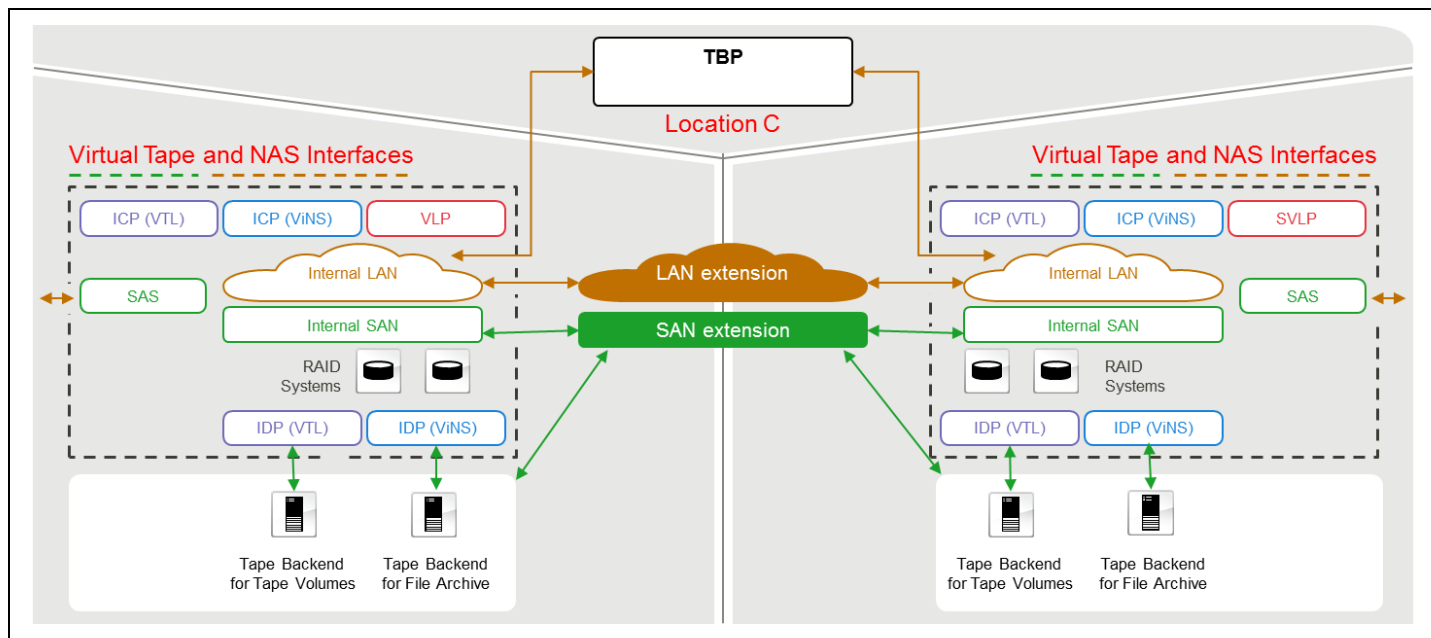 TBP
Location C
Virtual Tape and NAS Interfaces
Virtual Tape and NAS Interfaces
ICP (VTL)
ICP (ViNS)
VLP
ICP (VTL)
ICP (ViNS)
SVLP
Internal LAN
LAN extension
Internal LAN
SAS
SAS
Internal SAN
SAN extension
Internal SAN
RAID
Systems
RAID
Systems
IDP (VTL)
IDP (ViNS)
IDP (VTL)
IDP (ViNS)
Tape Backend
for Tape Volumes
Tape Backend
for File Archive
Tape Backend
for Tape Volumes
Tape Backend
for File Archive